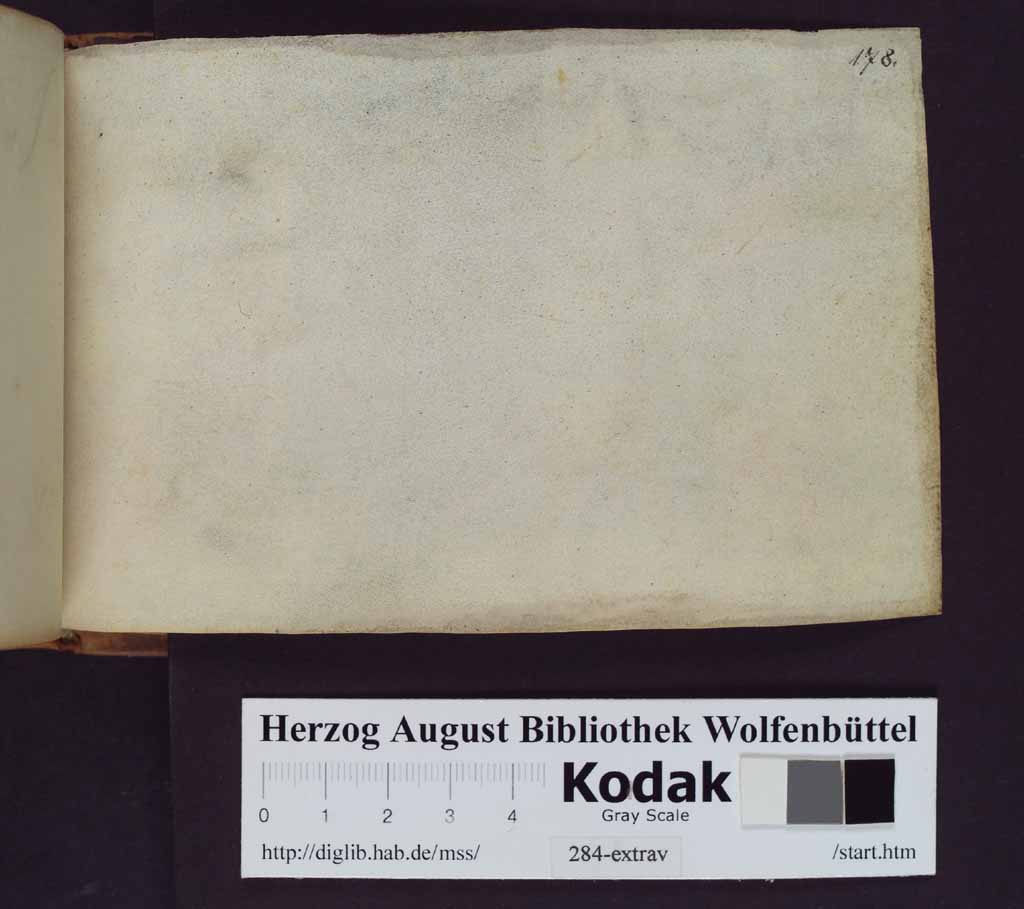 178.
Herzog August Bibliothek Wolfenbüttel
0 1 2 3 4
Kodak
Gray Scale
http://diglib.hab.de/mss/
284-extrav
/start.htm